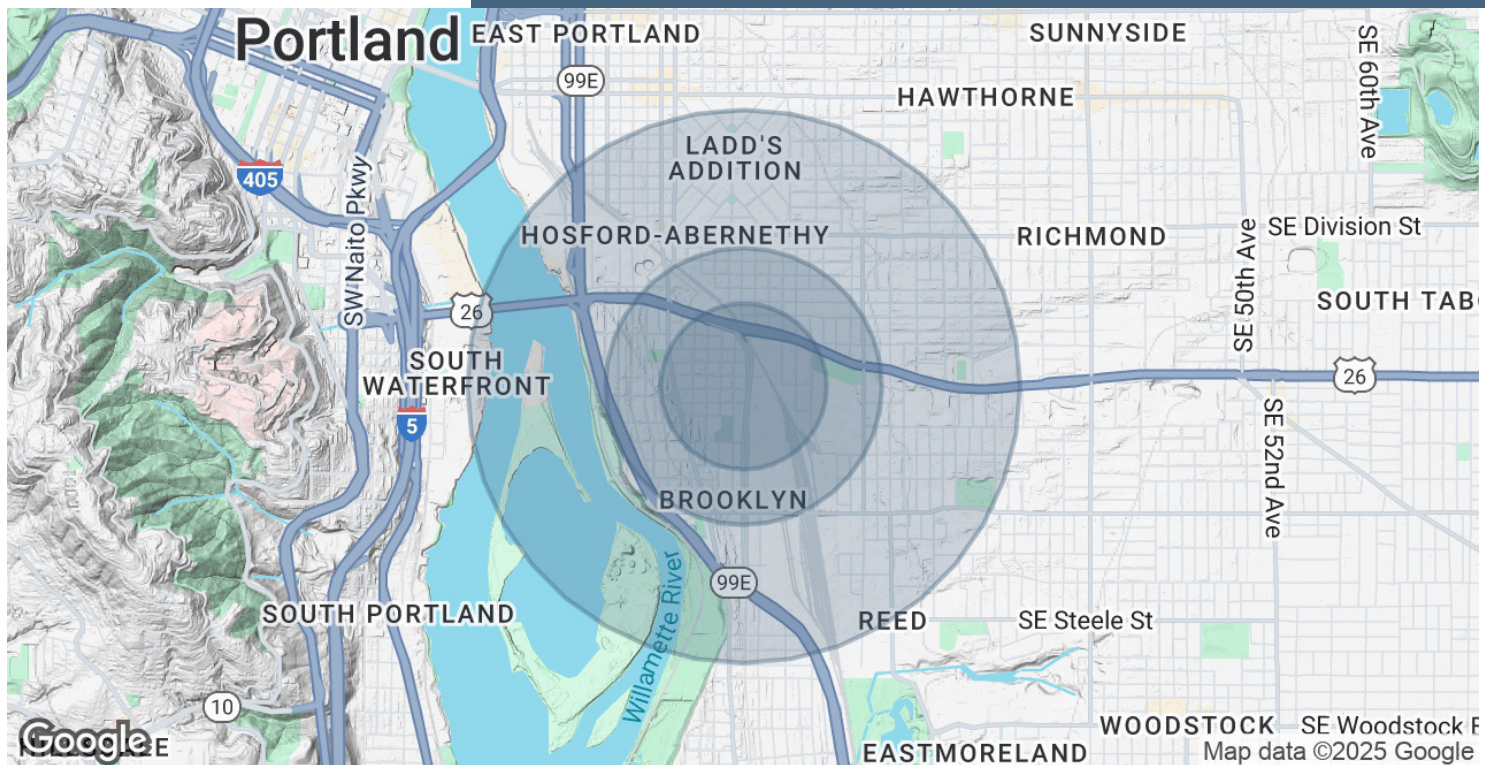 Portland
EAST PORTLAND
SUNNYSIDE
SE 60th Ave
99E
HAWTHORNE
LADD'S
ADDITION
405
SW Naito Pkwy
HOSFORD-ABERNETHY
RICHMOND
SE Division St
SE 50th Ave
26
SOUTH TAB
SOUTH
WATERFRONT
26
5
SE 52nd Ave
BROOKLYN
99E
Willamette River
SOUTH PORTLAND
REED
SE Steele St
10
WOODSTOCK
SE Woodstock
Google
EASTMORELAND
Map data ©2025 Google